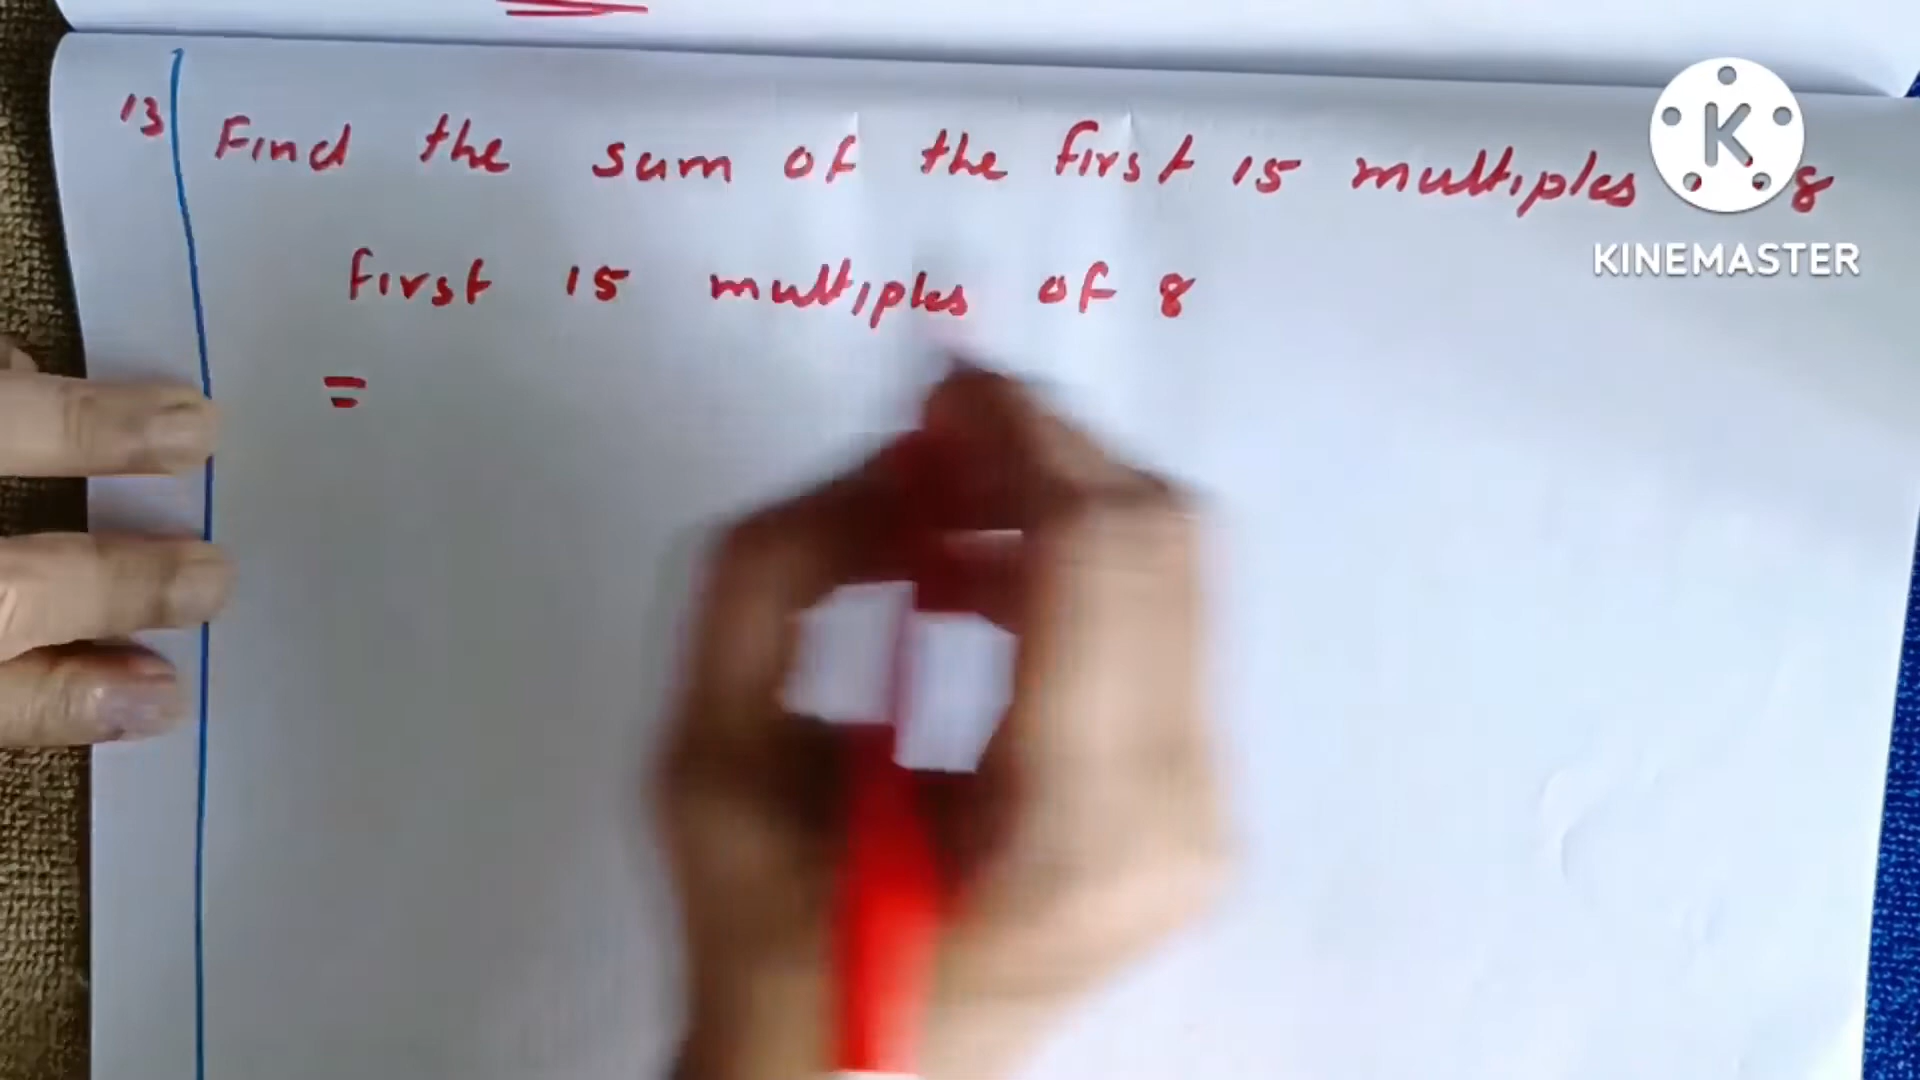 13 Find the sum of the first 15 multiples 8
first 15 multiples of 8
=
K
KINEMASTER